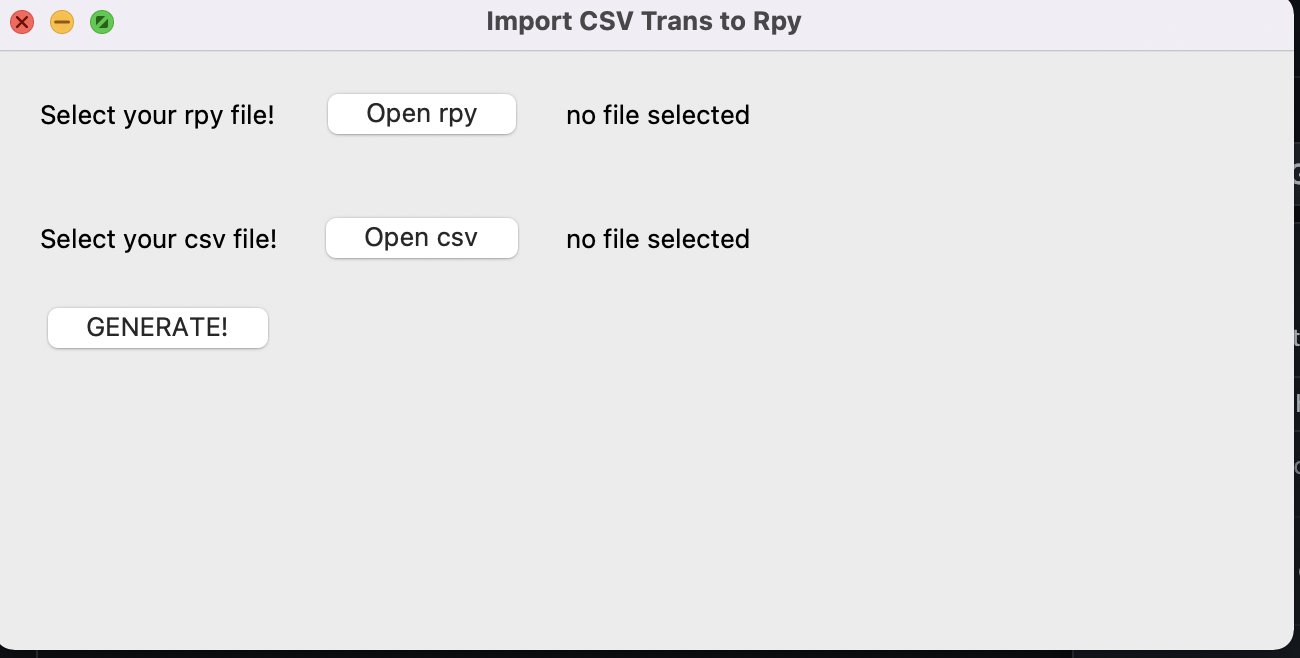 Import CSV Trans to Rpy
Select your rpy file! Open rpy no file selected
Select your csv file! Open csv no file selected
GENERATE!